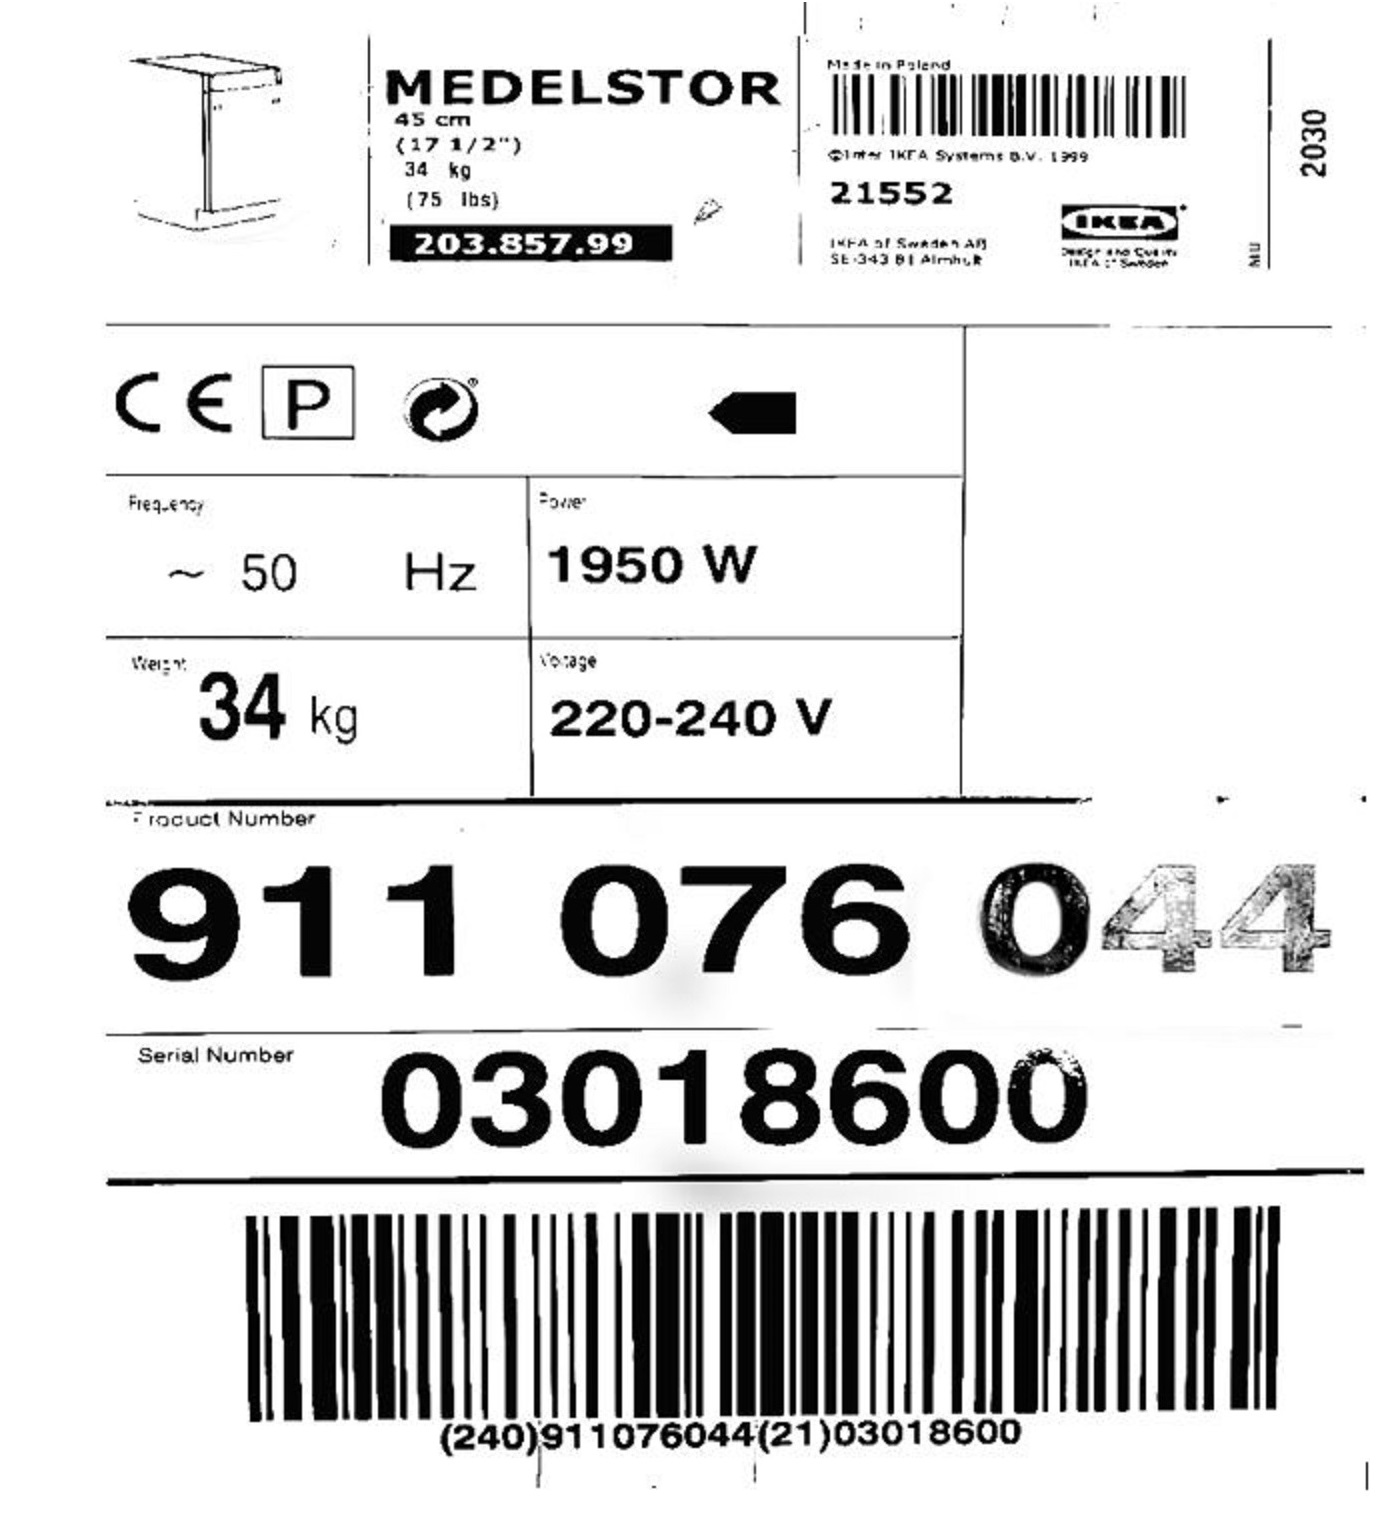 MEDELSTOR
45 cm
(17 1/2")
34 kg
(75 lbs)
203.857.99
Made in Poland
©Inter IKEA Systems B.V. 1999
21552
IKEA of Sweden AB
SE-343 81 Älmhult
IKEA
Design and Quality
IKEA of Sweden
2030
CE P
Frequency
~ 50 Hz
Power
1950 W
Weight
34 kg
Voltage
220-240 V
Product Number
911 076 044
Serial Number
03018600
(240)911076044(21)03018600